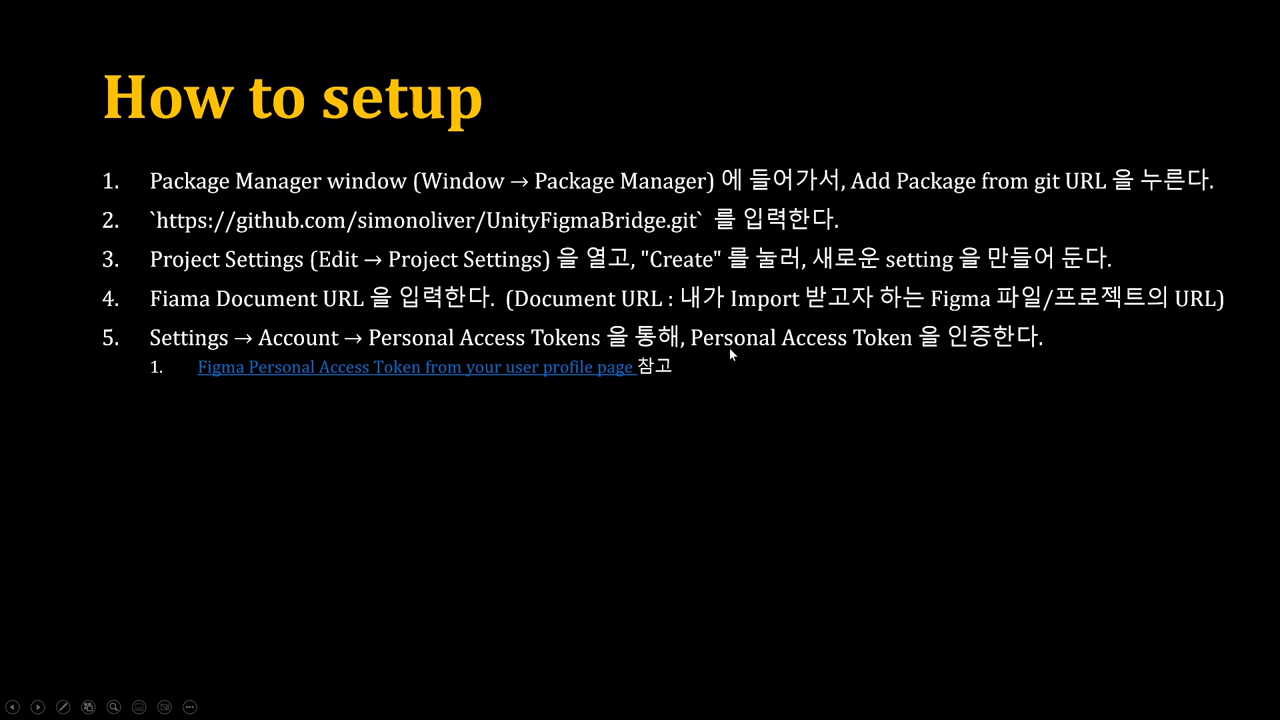 How to setup
1. Package Manager window (Window → Package Manager) 에 들어가서, Add Package from git URL 을 누른다.
2. `https://github.com/simonoliver/UnityFigmaBridge.git` 를 입력한다.
3. Project Settings (Edit → Project Settings) 을 열고, "Create" 를 눌러, 새로운 setting 을 만들어 둔다.
4. Fiama Document URL 을 입력한다. (Document URL : 내가 Import 받고자 하는 Figma 파일/프로젝트의 URL)
5. Settings → Account → Personal Access Tokens 을 통해, Personal Access Token 을 인증한다.
1. Figma Personal Access Token from your user profile page 참고